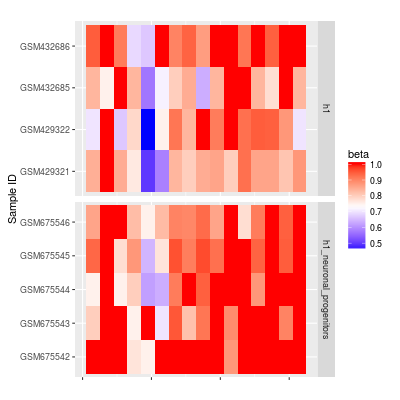 GSM432686
GSM432685
GSM429322
GSM429321
h1
GSM675546
GSM675545
GSM675544
GSM675543
GSM675542
h1_neuronal_progenitors
Sample ID
beta
1.0
0.9
0.8
0.7
0.6
0.5